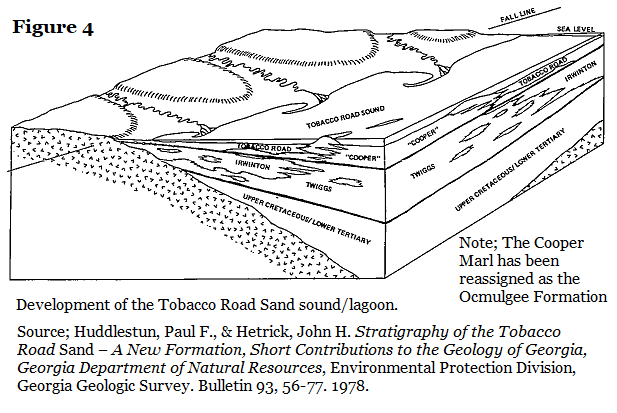 Figure 4
FALL LINE
SEA LEVEL
TOBACCO ROAD SOUND
TOBACCO ROAD
IRWINTON
"COOPER"
TWIGGS
UPPER CRETACEOUS/LOWER TERTIARY
TOBACCO ROAD
"COOPER"
IRWINTON
TWIGGS
UPPER CRETACEOUS/LOWER TERTIARY
Note; The Cooper
Marl has been
reassigned as the
Ocmulgee Formation
Development of the Tobacco Road Sand sound/lagoon.
Source; Huddlestun, Paul F., & Hetrick, John H. Stratigraphy of the Tobacco
Road Sand – A New Formation, Short Contributions to the Geology of Georgia,
Georgia Department of Natural Resources, Environmental Protection Division,
Georgia Geologic Survey. Bulletin 93, 56-77. 1978.